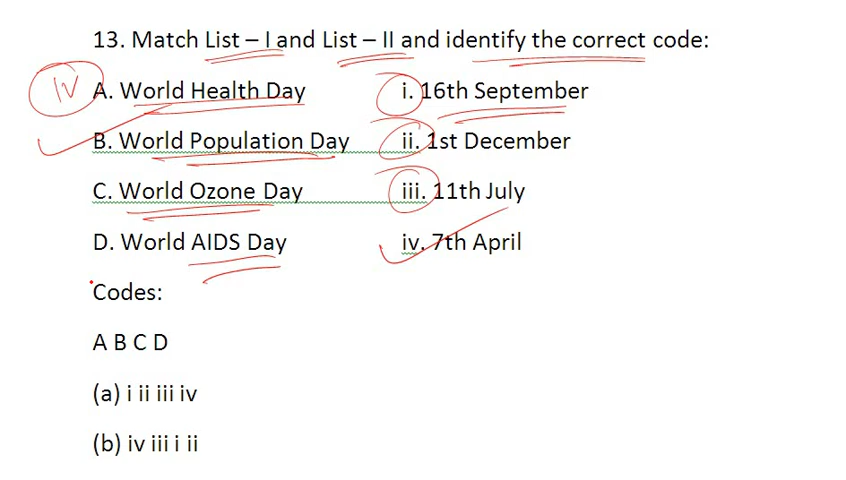 13. Match List – I and List – II and identify the correct code:
iv A. World Health Day i. 16th September
B. World Population Day ii. 1st December
C. World Ozone Day iii. 11th July
D. World AIDS Day iv. 7th April
Codes:
A B C D
(a) i ii iii iv
(b) iv iii i ii